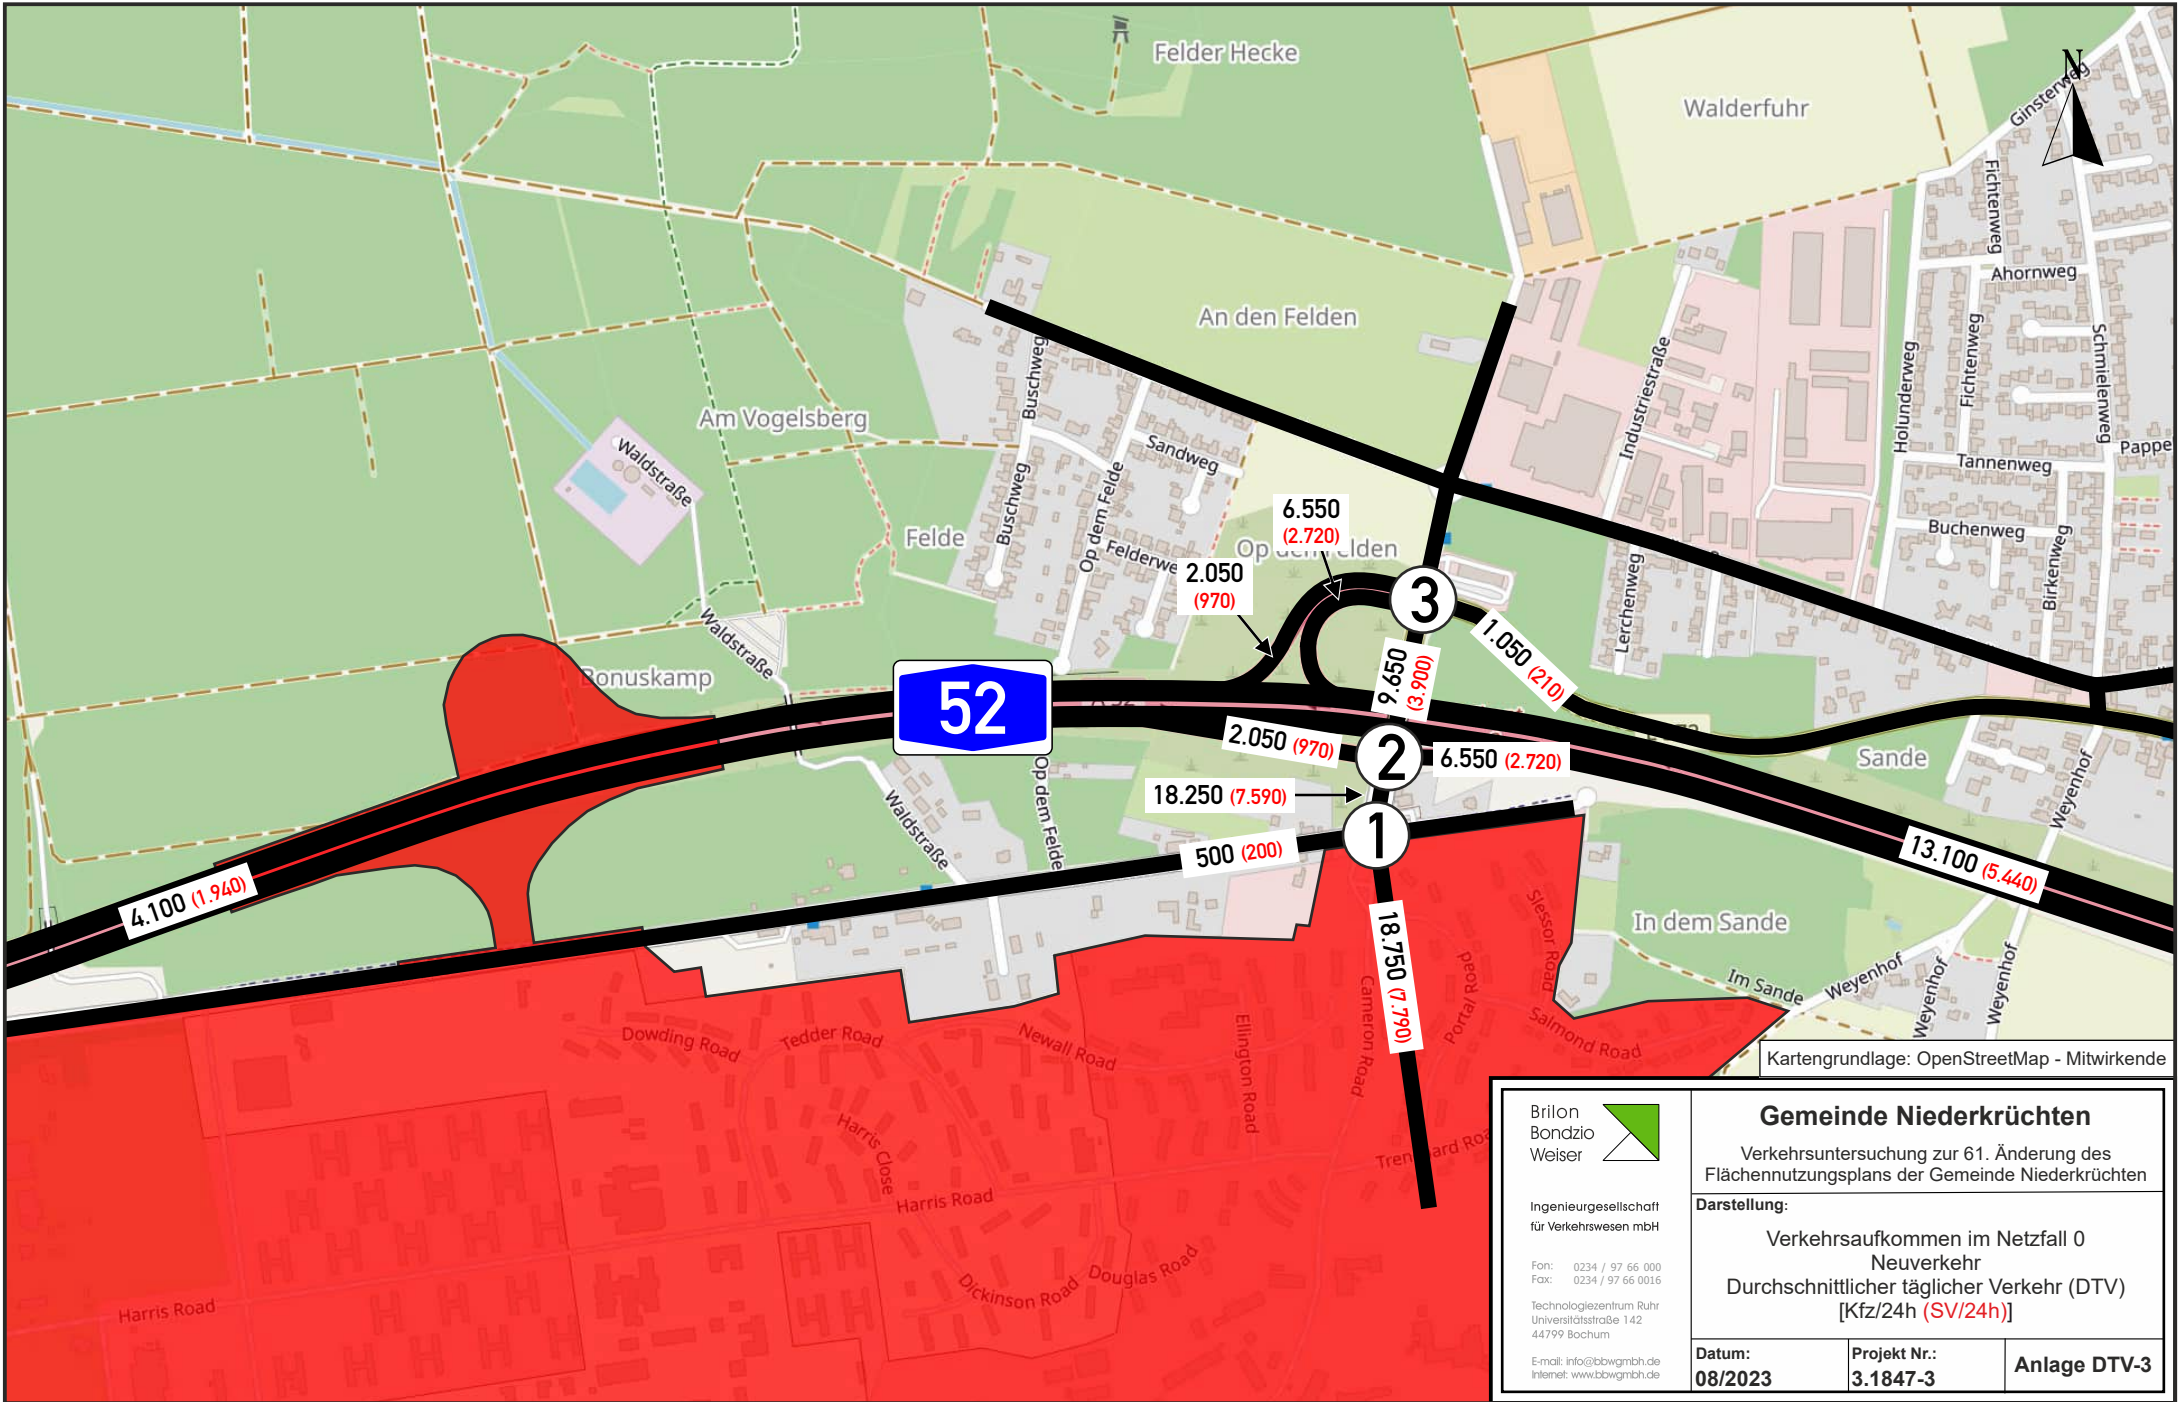 Felder Hecke
Walderfuhr
N
Ginsterweg
Fichtenweg
Ahornweg
An den Felden
Buschweg
Industriestraße
Holunderweg
Fichtenweg
Schmielenweg
Am Vogelsberg
Waldstraße
Sandweg
Tannenweg
Pappe
Buschweg
Op dem Felde
Felde
Felderwe
6.550
(2.720)
2.050
(970)
Buchenweg
Birkenweg
Lerchenweg
3
Waldstraße
Bonuskamp
52
9.650
(3.900)
1.050 (210)
2.050 (970)
2
6.550 (2.720)
Sande
18.250 (7.590)
1
Op dem Felde
Waldstraße
500 (200)
Weyenhof
13.100 (5.440)
4.100 (1.940)
18.750 (7.790)
Slessor Road
In dem Sande
Im Sande
Weyenhof
Weyenhof
Weyenhof
Portal Road
Cameron Road
Salmond Road
Dowding Road
Tedder Road
Newall Road
Ellington Road
Harris Close
Harris Road
Dickinson Road
Douglas Road
Harris Road
Kartengrundlage: OpenStreetMap - Mitwirkende
Brilon
Bondzio
Weiser
Ingenieurgesellschaft
für Verkehrswesen mbH
Fon: 0234 / 97 66 000
Fax: 0234 / 97 66 0016
Technologiezentrum Ruhr
Universitätsstraße 142
44799 Bochum
E-mail: info@bbwgmbh.de
Internet: www.bbwgmbh.de
Gemeinde Niederkrüchten
Verkehrsuntersuchung zur 61. Änderung des
Flächennutzungsplans der Gemeinde Niederkrüchten
Darstellung:
Verkehrsaufkommen im Netzfall 0
Neuverkehr
Durchschnittlicher täglicher Verkehr (DTV)
[Kfz/24h (SV/24h)]
Datum:
08/2023
Projekt Nr.:
3.1847-3
Anlage DTV-3